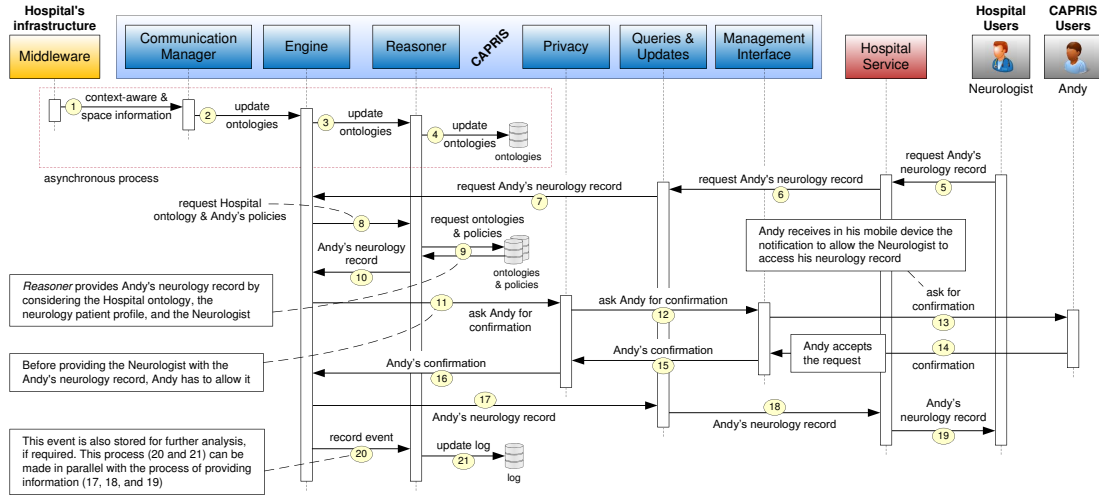 Hospital's
infrastructure
Middleware
Communication
Manager
Engine
Reasoner
CAPRIS
Privacy
Queries &
Updates
Management
Interface
Hospital
Service
Hospital
Users
Neurologist
CAPRIS
Users
Andy
1
context-aware &
space information
2
update
ontologies
3
update
ontologies
4
update
ontologies
ontologies
asynchronous process
request Andy's
neurology record
5
request Andy's neurology record
6
request Andy's neurology record
7
request Hospital
ontology & Andy's policies
8
request ontologies
& policies
9
ontologies
& policies
Andy's neurology
record
10
Andy receives in his mobile device the
notification to allow the Neurologist to
access his neurology record
Reasoner provides Andy's neurology record by
considering the Hospital ontology, the
neurology patient profile, and the Neurologist
11
ask Andy for
confirmation
ask Andy for confirmation
12
ask for
confirmation
13
Before providing the Neurologist with the
Andy's neurology record, Andy has to allow it
Andy accepts
the request
14
confirmation
Andy's confirmation
15
Andy's confirmation
16
17
Andy's neurology record
18
Andy's neurology record
Andy's
neurology record
19
This event is also stored for further analysis,
if required. This process (20 and 21) can be
made in parallel with the process of providing
information (17, 18, and 19)
record event
20
update log
21
log